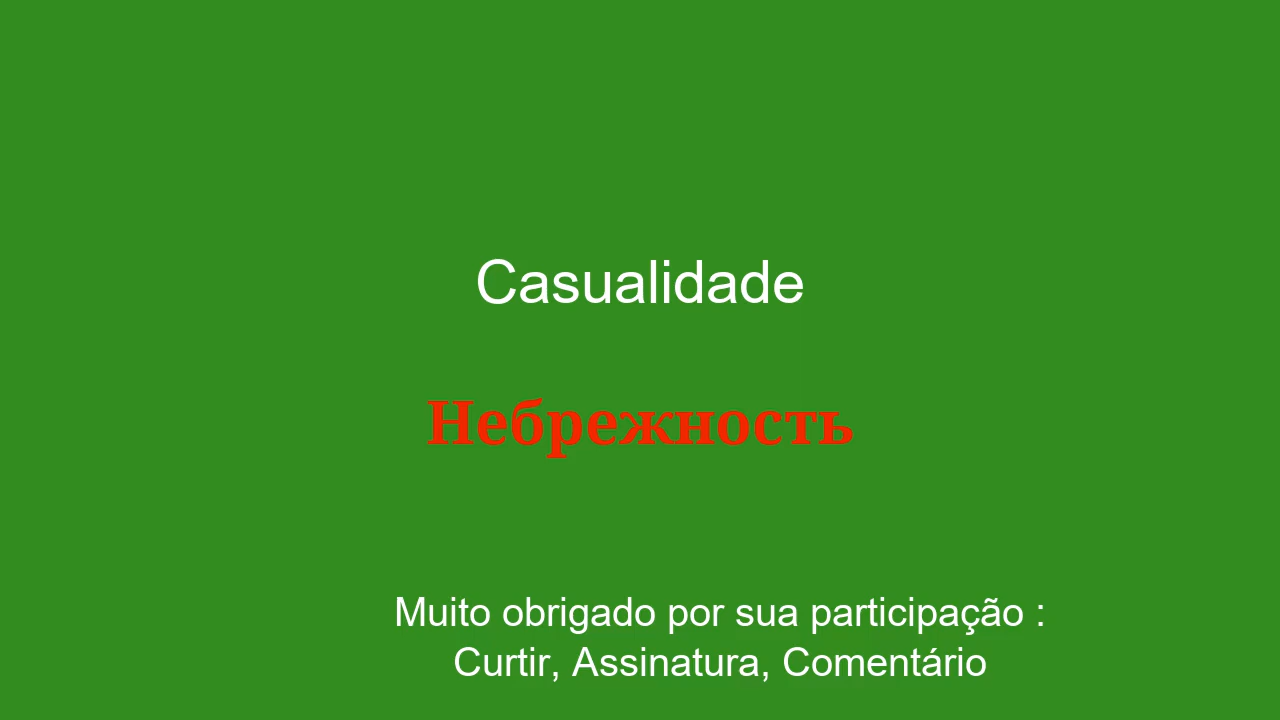 Casualidade
Небрежность
Muito obrigado por sua participação :
Curtir, Assinatura, Comentário